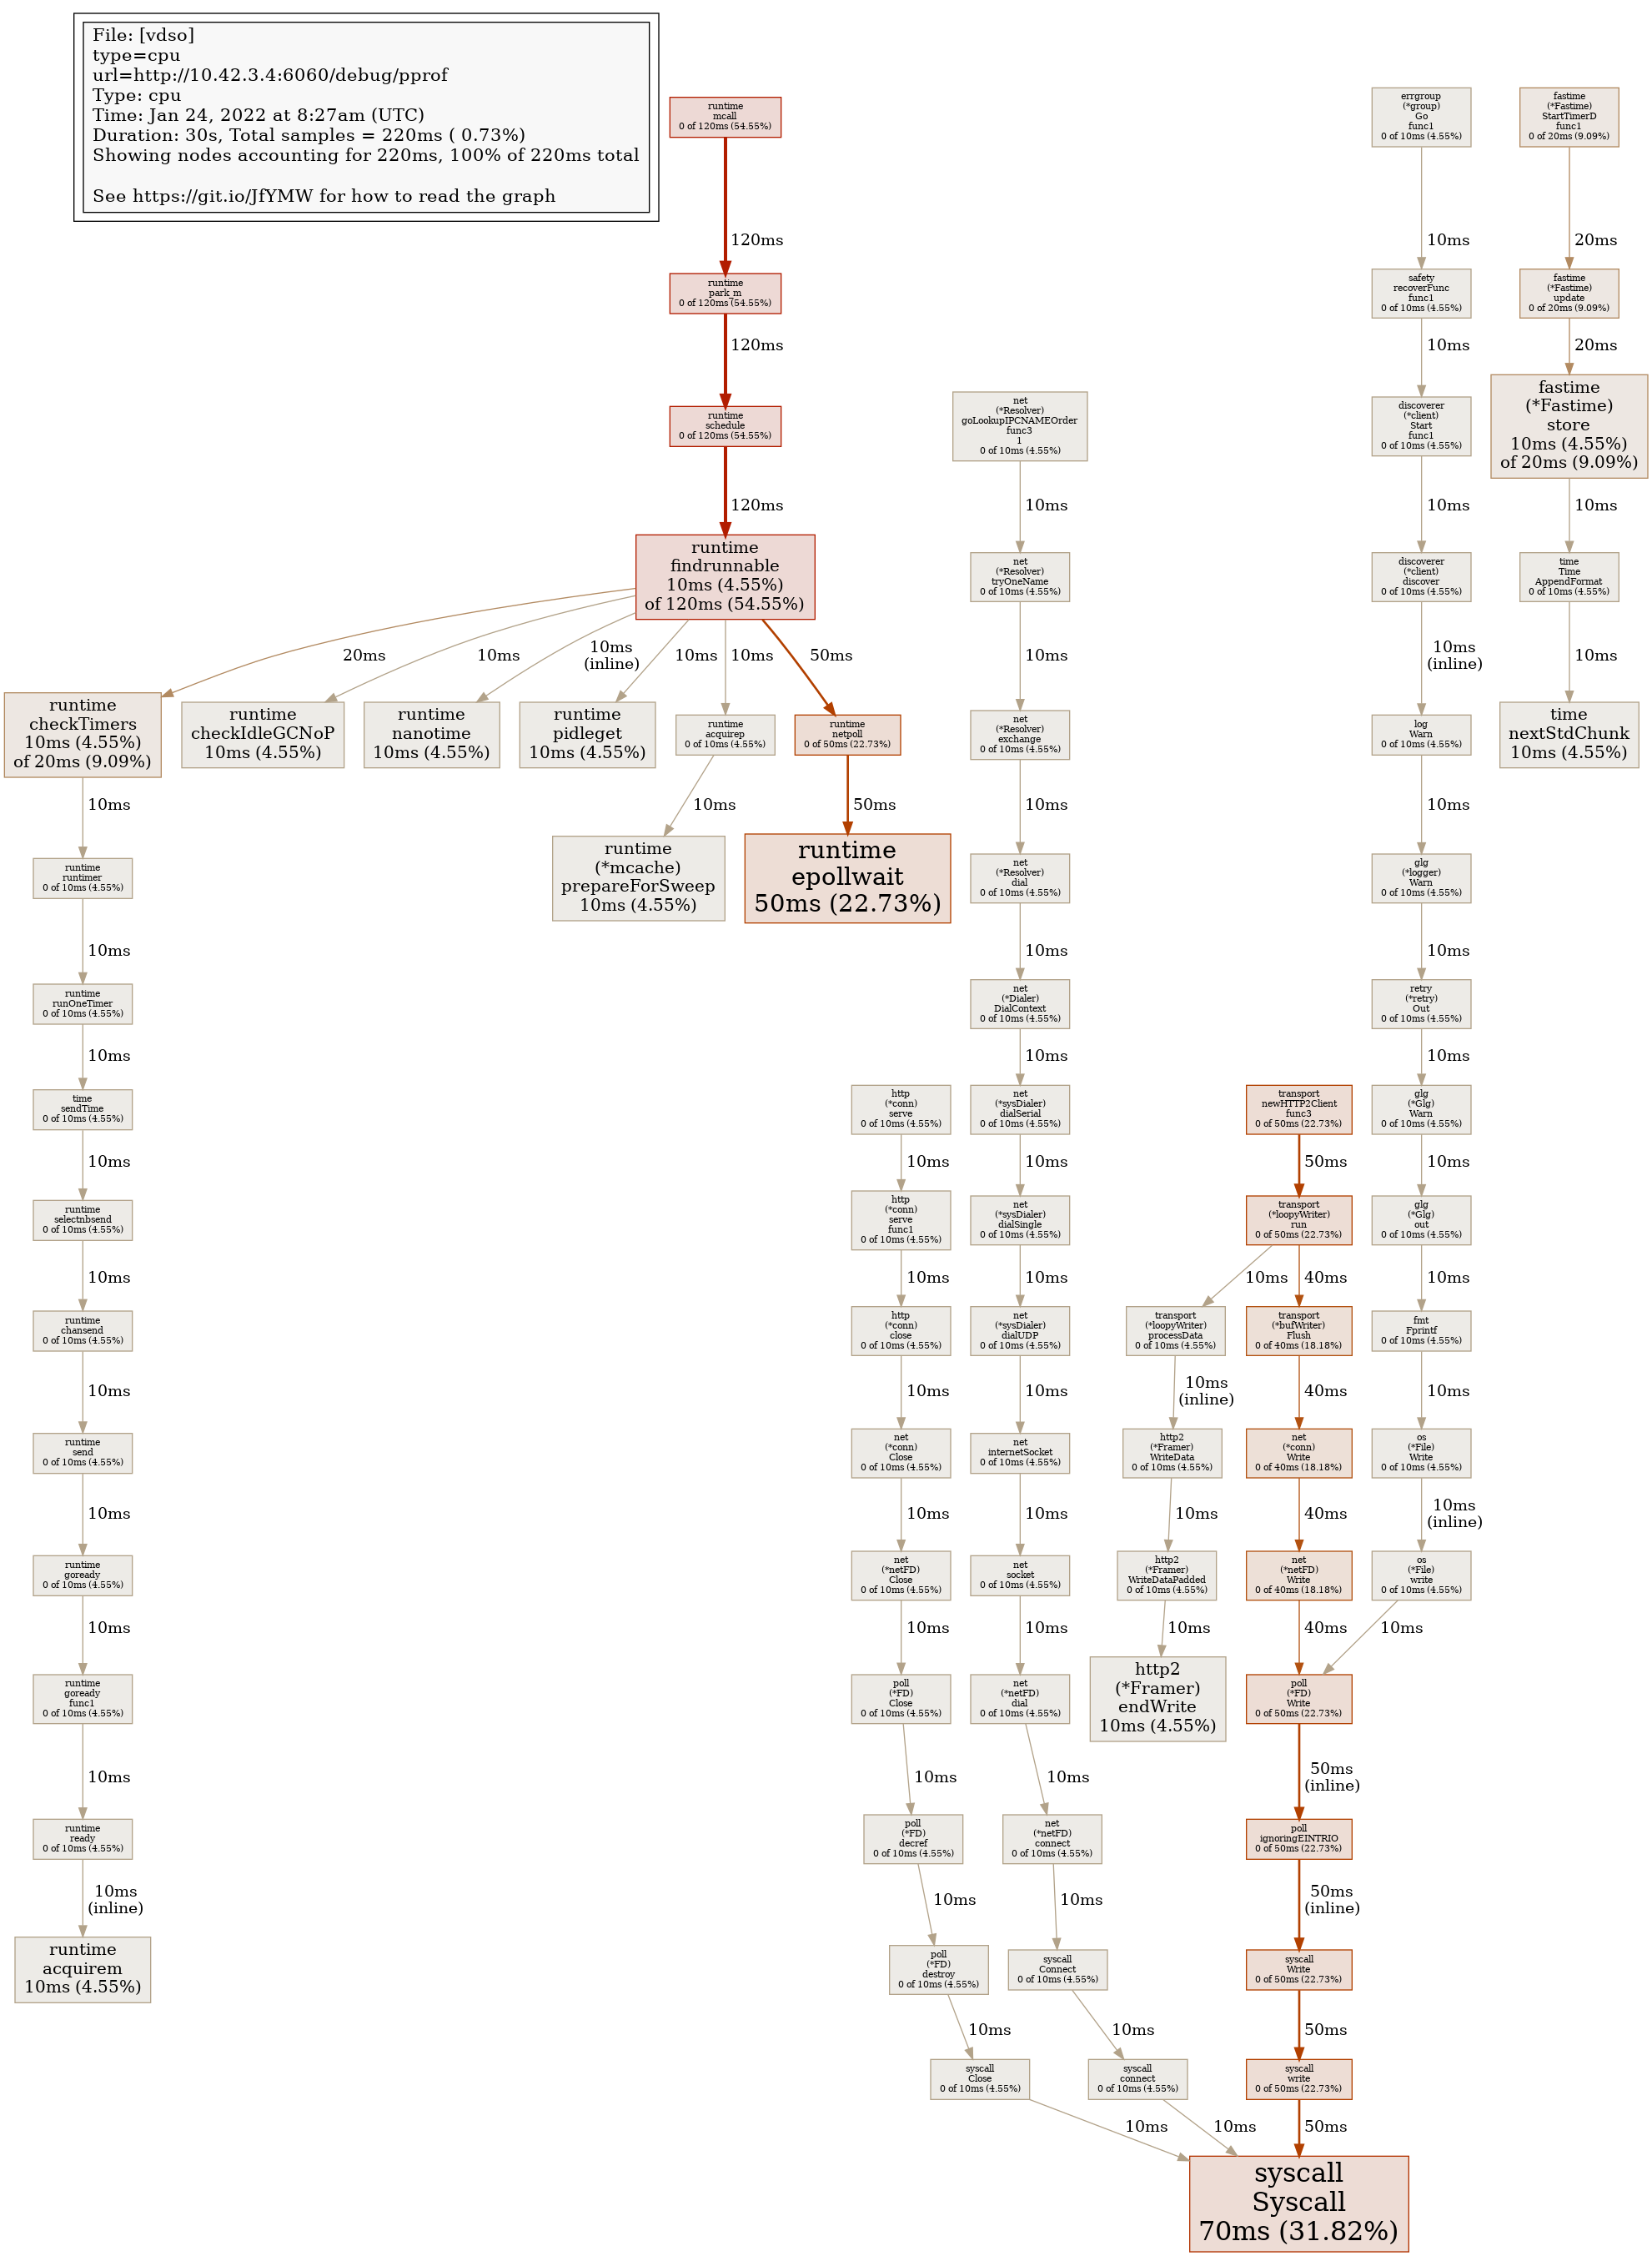 File: [vdso]
type=cpu
url=http://10.42.3.4:6060/debug/pprof
Type: cpu
Time: Jan 24, 2022 at 8:27am (UTC)
Duration: 30s, Total samples = 220ms ( 0.73%)
Showing nodes accounting for 220ms, 100% of 220ms total
See https://git.io/JfYMW for how to read the graph
runtime
mcall
0 of 120ms (54.55%)
120ms
runtime
park_m
0 of 120ms (54.55%)
120ms
runtime
schedule
0 of 120ms (54.55%)
120ms
runtime
findrunnable
10ms (4.55%)
of 120ms (54.55%)
20ms
10ms
10ms
(inline)
10ms
10ms
50ms
runtime
checkTimers
10ms (4.55%)
of 20ms (9.09%)
runtime
checkIdleGCNoP
10ms (4.55%)
runtime
nanotime
10ms (4.55%)
runtime
pidleget
10ms (4.55%)
runtime
acquirep
0 of 10ms (4.55%)
runtime
netpoll
0 of 50ms (22.73%)
10ms
50ms
runtime
(*mcache)
prepareForSweep
10ms (4.55%)
runtime
epollwait
50ms (22.73%)
10ms
runtime
runtimer
0 of 10ms (4.55%)
10ms
runtime
runOneTimer
0 of 10ms (4.55%)
10ms
time
sendTime
0 of 10ms (4.55%)
10ms
runtime
selectnbsend
0 of 10ms (4.55%)
10ms
runtime
chansend
0 of 10ms (4.55%)
10ms
runtime
send
0 of 10ms (4.55%)
10ms
runtime
goready
0 of 10ms (4.55%)
10ms
runtime
goready
func1
0 of 10ms (4.55%)
10ms
runtime
ready
0 of 10ms (4.55%)
10ms
(inline)
runtime
acquirem
10ms (4.55%)
http
(*conn)
serve
0 of 10ms (4.55%)
10ms
http
(*conn)
serve
func1
0 of 10ms (4.55%)
10ms
http
(*conn)
close
0 of 10ms (4.55%)
10ms
net
(*conn)
Close
0 of 10ms (4.55%)
10ms
net
(*netFD)
Close
0 of 10ms (4.55%)
10ms
poll
(*FD)
Close
0 of 10ms (4.55%)
10ms
poll
(*FD)
decref
0 of 10ms (4.55%)
10ms
poll
(*FD)
destroy
0 of 10ms (4.55%)
10ms
syscall
Close
0 of 10ms (4.55%)
10ms
net
(*Resolver)
goLookupIPCNAMEOrder
func3
1
0 of 10ms (4.55%)
10ms
net
(*Resolver)
tryOneName
0 of 10ms (4.55%)
10ms
net
(*Resolver)
exchange
0 of 10ms (4.55%)
10ms
net
(*Resolver)
dial
0 of 10ms (4.55%)
10ms
net
(*Dialer)
DialContext
0 of 10ms (4.55%)
10ms
net
(*sysDialer)
dialSerial
0 of 10ms (4.55%)
10ms
net
(*sysDialer)
dialSingle
0 of 10ms (4.55%)
10ms
net
(*sysDialer)
dialUDP
0 of 10ms (4.55%)
10ms
net
internetSocket
0 of 10ms (4.55%)
10ms
net
socket
0 of 10ms (4.55%)
10ms
net
(*netFD)
dial
0 of 10ms (4.55%)
10ms
net
(*netFD)
connect
0 of 10ms (4.55%)
10ms
syscall
Connect
0 of 10ms (4.55%)
10ms
syscall
connect
0 of 10ms (4.55%)
10ms
transport
newHTTP2Client
func3
0 of 50ms (22.73%)
50ms
transport
(*loopyWriter)
run
0 of 50ms (22.73%)
10ms
40ms
transport
(*loopyWriter)
processData
0 of 10ms (4.55%)
10ms
(inline)
http2
(*Framer)
WriteData
0 of 10ms (4.55%)
10ms
http2
(*Framer)
WriteDataPadded
0 of 10ms (4.55%)
10ms
http2
(*Framer)
endWrite
10ms (4.55%)
transport
(*bufWriter)
Flush
0 of 40ms (18.18%)
40ms
net
(*conn)
Write
0 of 40ms (18.18%)
40ms
net
(*netFD)
Write
0 of 40ms (18.18%)
40ms
poll
(*FD)
Write
0 of 50ms (22.73%)
50ms
(inline)
poll
ignoringEINTRIO
0 of 50ms (22.73%)
50ms
(inline)
syscall
Write
0 of 50ms (22.73%)
50ms
syscall
write
0 of 50ms (22.73%)
50ms
syscall
Syscall
70ms (31.82%)
errgroup
(*group)
Go
func1
0 of 10ms (4.55%)
10ms
safety
recoverFunc
func1
0 of 10ms (4.55%)
10ms
discoverer
(*client)
Start
func1
0 of 10ms (4.55%)
10ms
discoverer
(*client)
discover
0 of 10ms (4.55%)
10ms
(inline)
log
Warn
0 of 10ms (4.55%)
10ms
glg
(*logger)
Warn
0 of 10ms (4.55%)
10ms
retry
(*retry)
Out
0 of 10ms (4.55%)
10ms
glg
(*Glg)
Warn
0 of 10ms (4.55%)
10ms
glg
(*Glg)
out
0 of 10ms (4.55%)
10ms
fmt
Fprintf
0 of 10ms (4.55%)
10ms
os
(*File)
Write
0 of 10ms (4.55%)
10ms
(inline)
os
(*File)
write
0 of 10ms (4.55%)
10ms
fastime
(*Fastime)
StartTimerD
func1
0 of 20ms (9.09%)
20ms
fastime
(*Fastime)
update
0 of 20ms (9.09%)
20ms
fastime
(*Fastime)
store
10ms (4.55%)
of 20ms (9.09%)
10ms
time
Time
AppendFormat
0 of 10ms (4.55%)
10ms
time
nextStdChunk
10ms (4.55%)